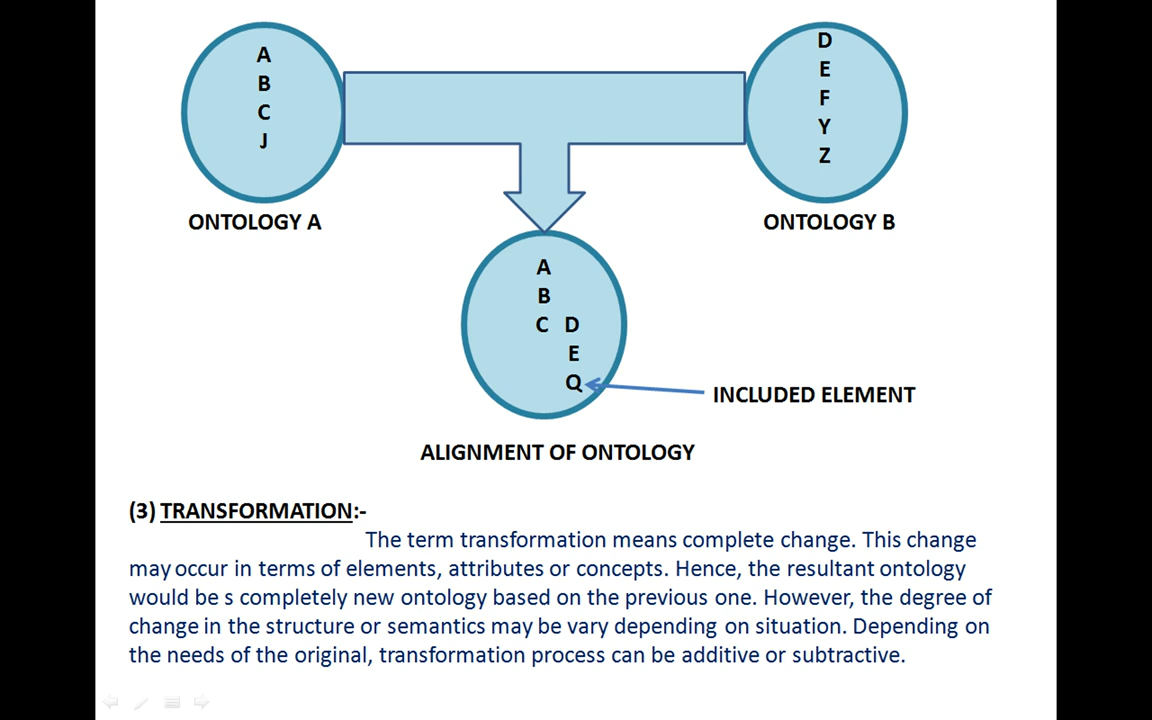 A
B
C
J
ONTOLOGY A
D
E
F
Y
Z
ONTOLOGY B
A
B
C D
E
Q
INCLUDED ELEMENT
ALIGNMENT OF ONTOLOGY
(3) TRANSFORMATION:-
The term transformation means complete change. This change
may occur in terms of elements, attributes or concepts. Hence, the resultant ontology
would be s completely new ontology based on the previous one. However, the degree of
change in the structure or semantics may be vary depending on situation. Depending on
the needs of the original, transformation process can be additive or subtractive.